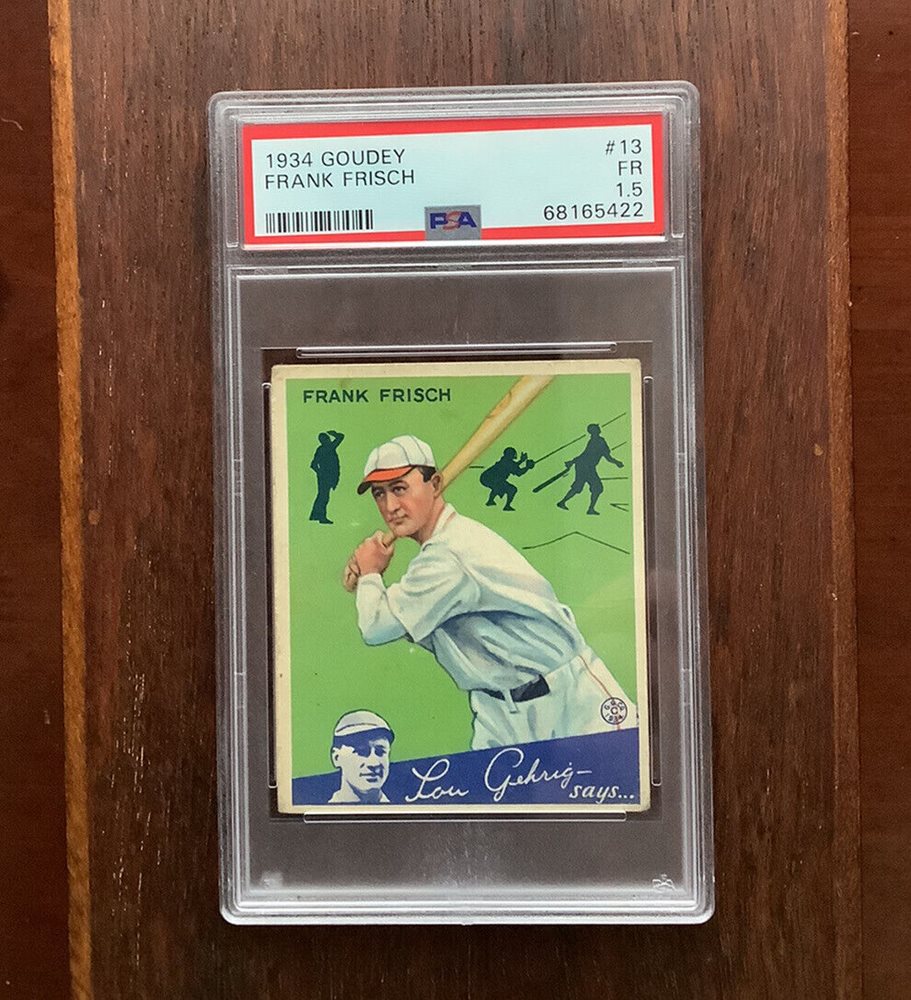 1934 GOUDEY #13
FRANK FRISCH FR
1.5
PSA 68165422
FRANK FRISCH
Lou Gehrig
says...